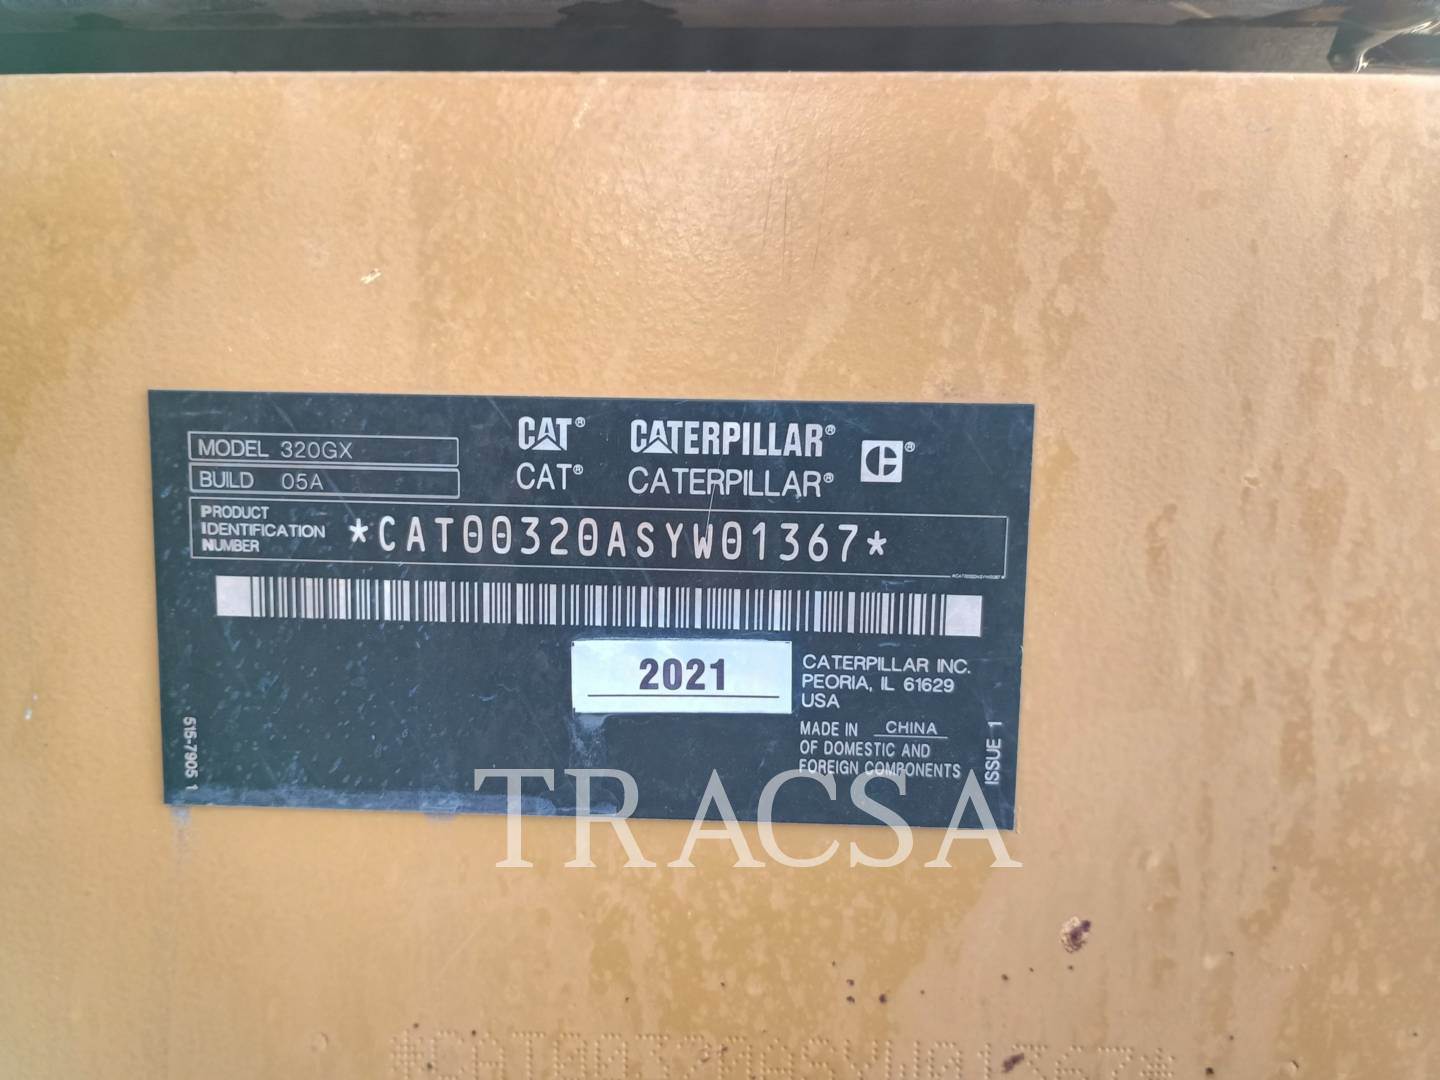 MODEL 320GX
BUILD 05A
CAT® CATERPILLAR® ®
CAT® CATERPILLAR®
PRODUCT
IDENTIFICATION
NUMBER
*CAT00320ASYW01367*
2021
CATERPILLAR INC.
PEORIA, IL 61629
USA
MADE IN CHINA
OF DOMESTIC AND
FOREIGN COMPONENTS
515-7905 1
ISSUE 1
TRACSA
*CAT00320ASYW01367*